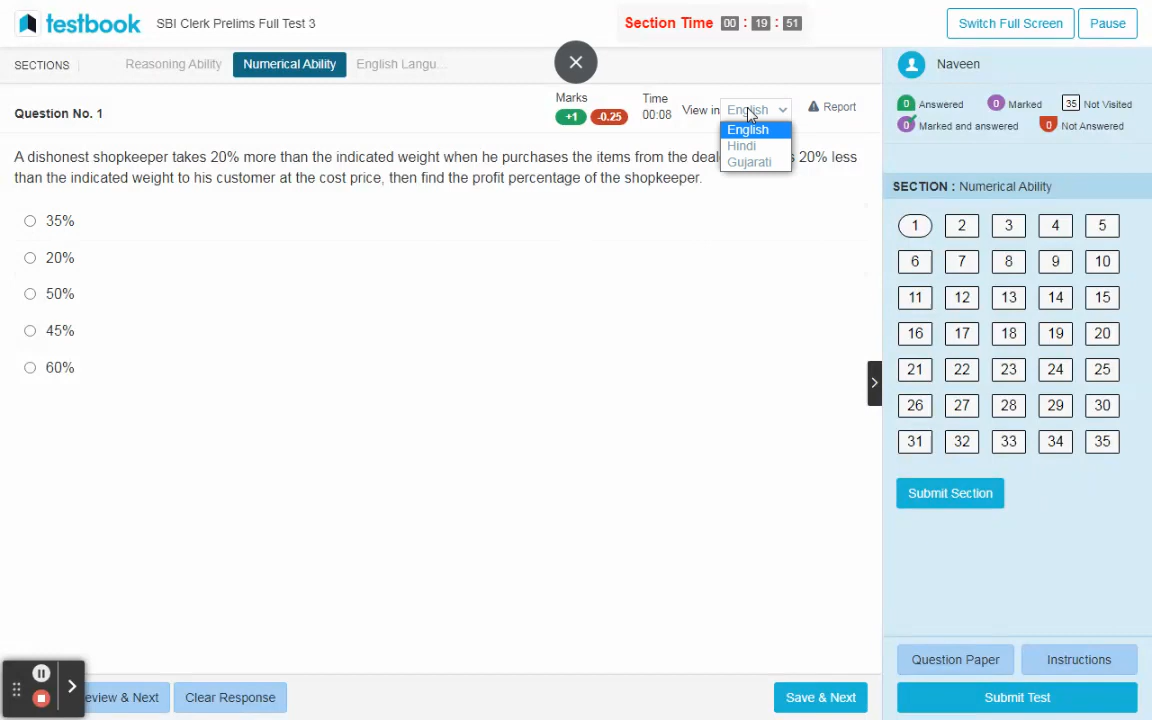 testbook
SBI Clerk Prelims Full Test 3
Section Time 00 : 19 : 51
Switch Full Screen
Pause
SECTIONS
Reasoning Ability
Numerical Ability
English Langu...
Naveen
Question No. 1
Marks
+1 -0.25
Time
00:08
View in English
Report
English
Hindi
Gujarati
0 Answered
0 Marked
35 Not Visited
0 Marked and answered
0 Not Answered
A dishonest shopkeeper takes 20% more than the indicated weight when he purchases the items from the 20% less
than the indicated weight to his customer at the cost price, then find the profit percentage of the shopkeeper.
35%
20%
50%
45%
60%
SECTION : Numerical Ability
1 2 3 4 5
6 7 8 9 10
11 12 13 14 15
16 17 18 19 20
21 22 23 24 25
26 27 28 29 30
31 32 33 34 35
Submit Section
Question Paper
Instructions
eview & Next
Clear Response
Save & Next
Submit Test